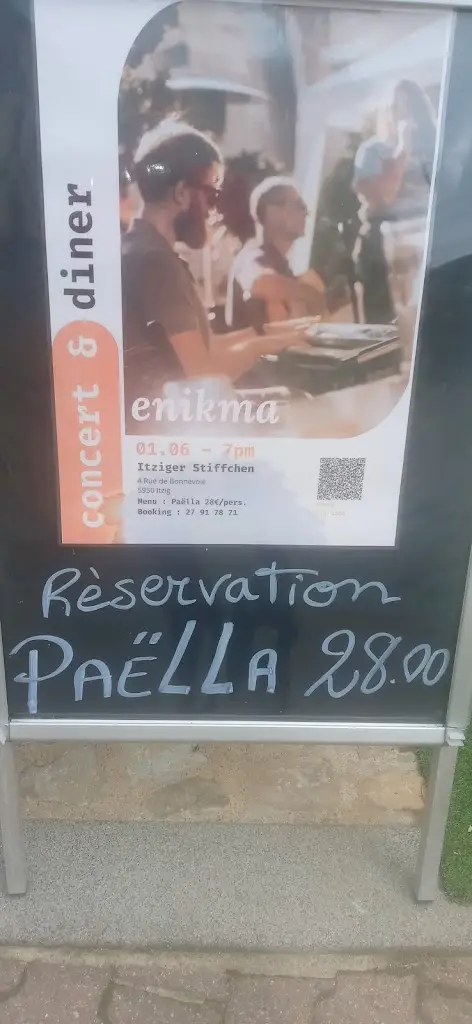 concert & diner
enikma
01.06 - 7pm
Itziger Stiffchen
4 Rue de Bonnevoie
5950 Itzig
Menu : Paëlla 28€/pers.
Booking : 27 91 78 71
Rèservation
PAËLLA 28.00